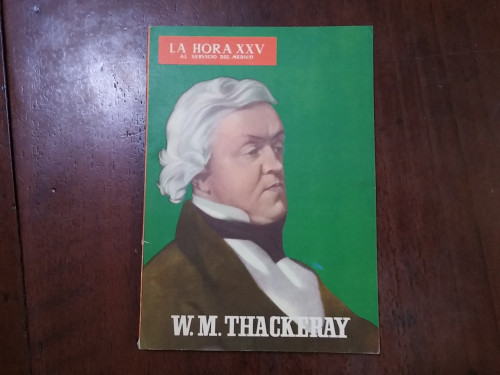 LA HORA XXV
AL SERVICIO DEL MEDICO
W. M. THACKERAY